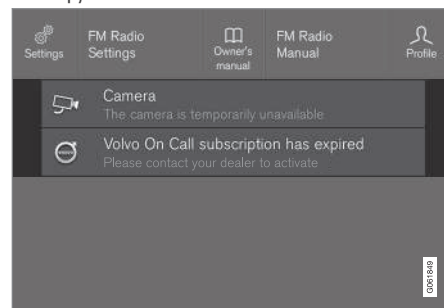 Settings
FM Radio
Settings
Owner's
manual
FM Radio
Manual
Profile
Camera
The camera is temporarily unavailable
Volvo On Call subscription has expired
Please contact your dealer to activate
G061849